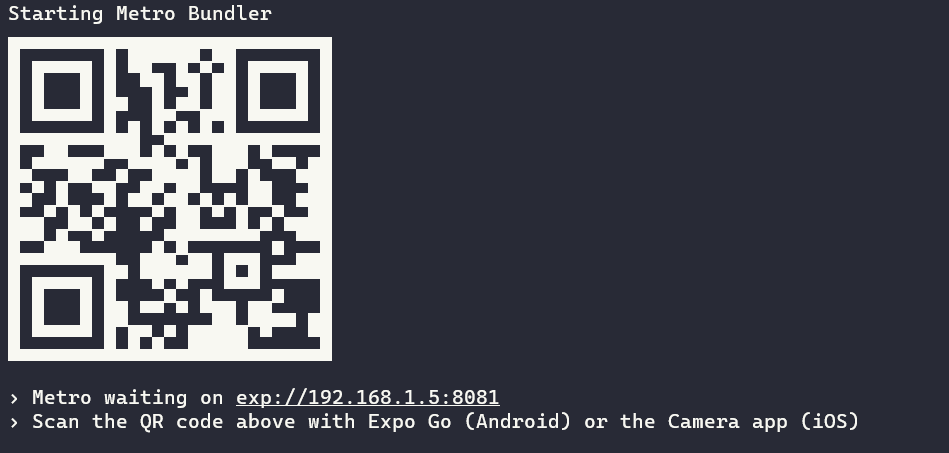 Starting Metro Bundler
› Metro waiting on exp://192.168.1.5:8081
› Scan the QR code above with Expo Go (Android) or the Camera app (iOS)